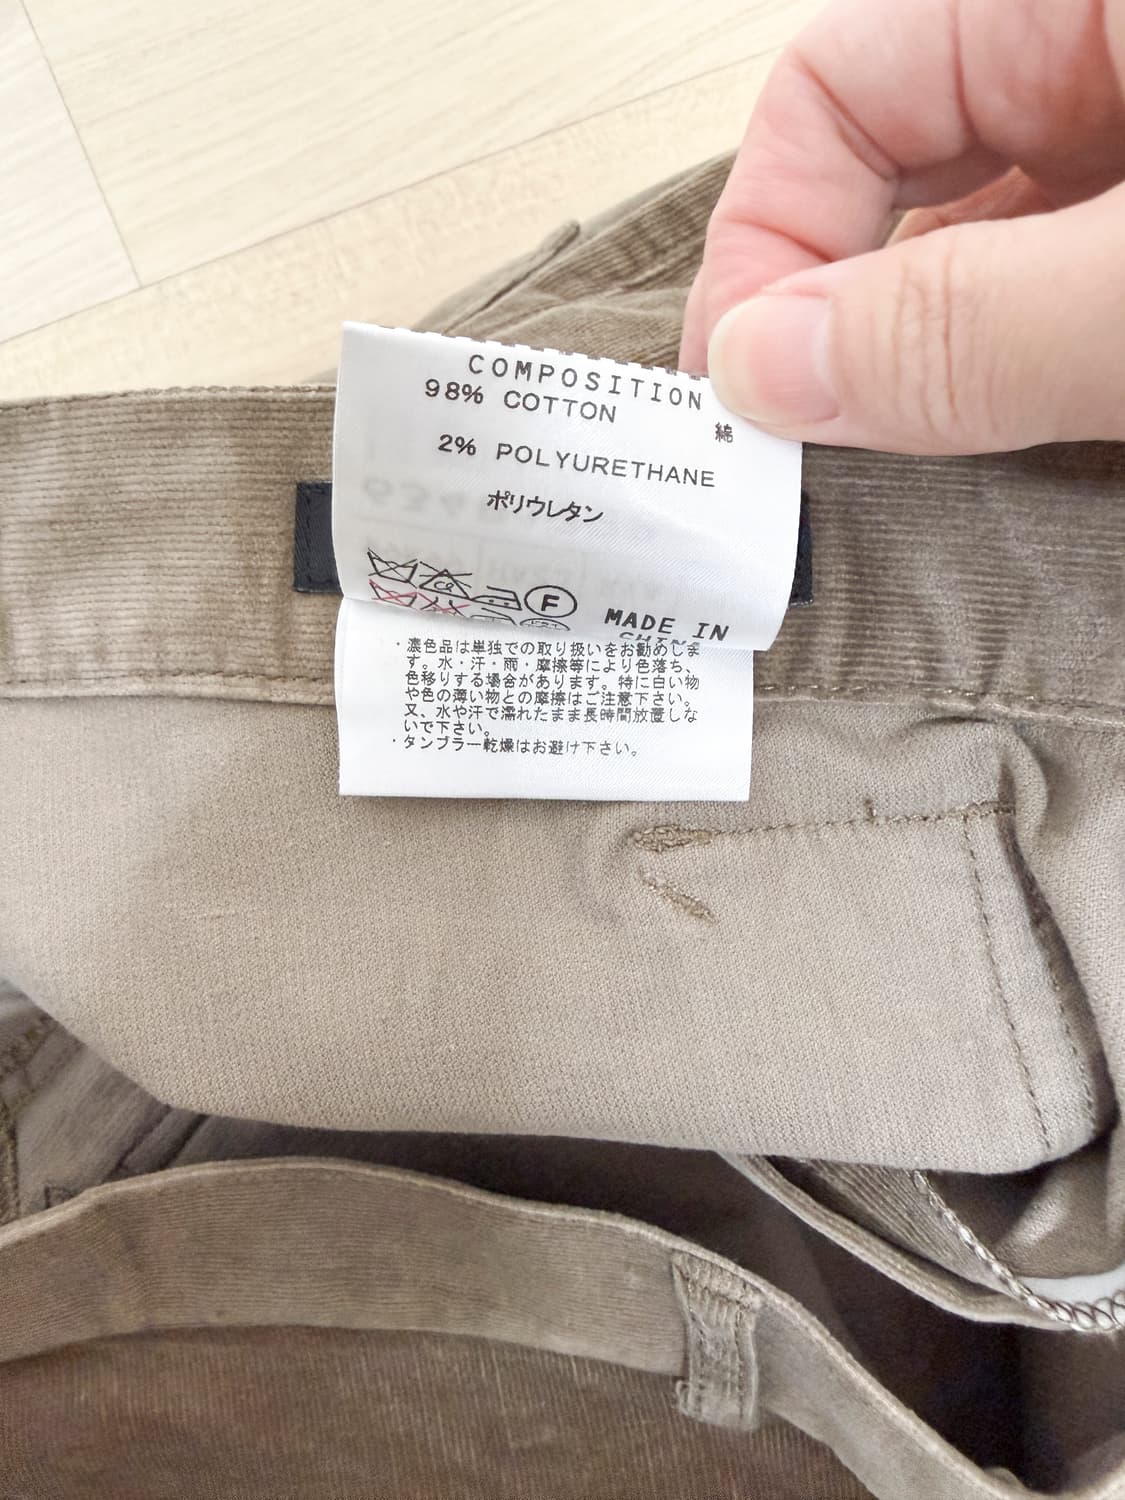 COMPOSITION
98% COTTON
綿
2% POLYURETHANE
ポリウレタン
CL
F
MADE IN
CHINA
・濃色品は単独での取り扱いをお勧めしま
す。水・汗・雨・摩擦等により色落ち、
色移りする場合があります。特に白い物
や色の薄い物との摩擦はご注意下さい。
又、水や汗で濡れたまま長時間放置しな
いで下さい。
・タンブラー乾燥はお避け下さい。